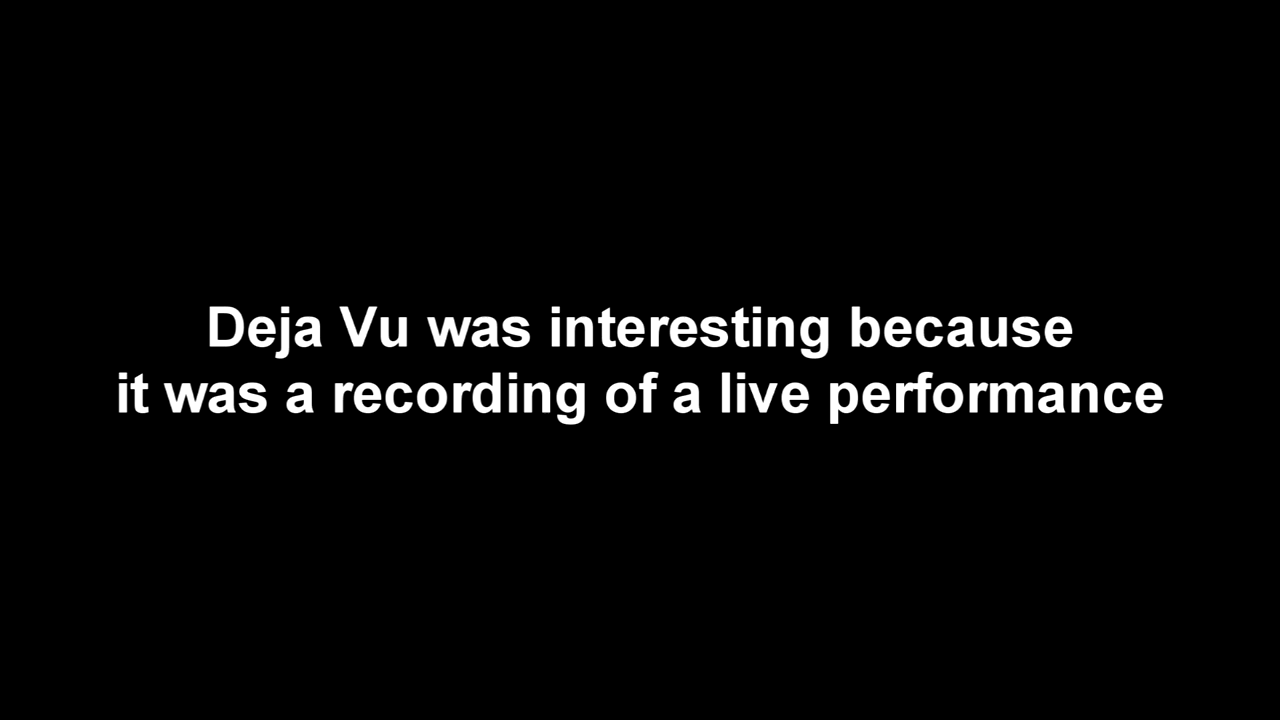 Deja Vu was interesting because
it was a recording of a live performance